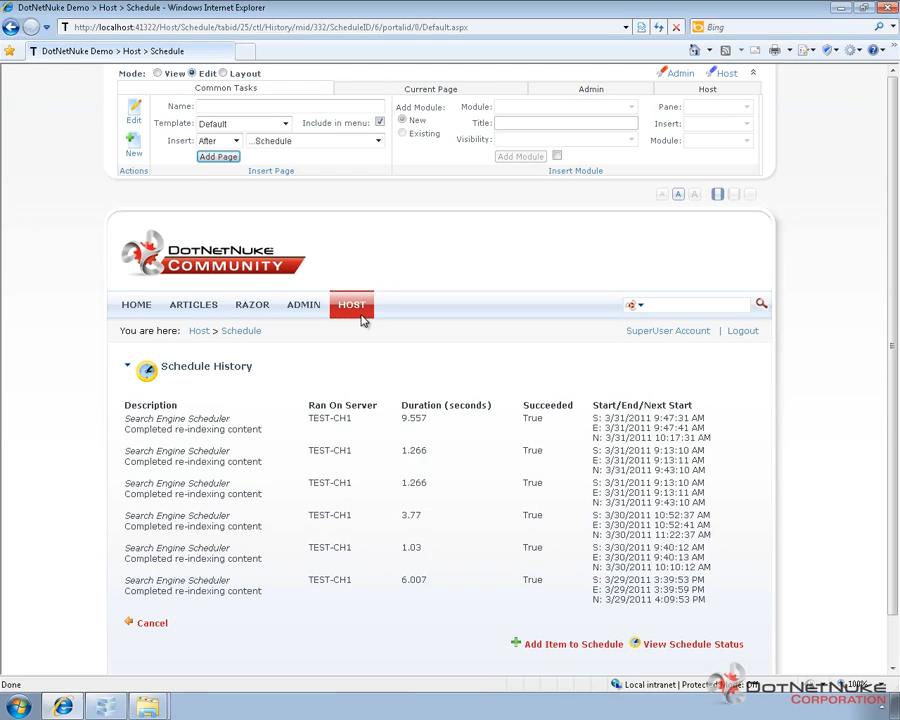 DotNetNuke Demo > Host > Schedule - Windows Internet Explorer
http://localhost:41322/Host/Schedule/tabid/25/ctl/History/mid/332/ScheduleID/6/portalid/0/Default.aspx
Bing
DotNetNuke Demo > Host > Schedule
Mode: View Edit Layout
Admin Host
Common Tasks Current Page Admin Host
Edit
New
Actions
Name:
Template: Default Include in menu:
Insert: After ...Schedule
Add Page
Insert Page
Add Module:
New
Existing
Module:
Title:
Visibility:
Add Module
Insert Module
Pane:
Insert:
Module:
A A A
DOTNETNUKE
COMMUNITY
HOME ARTICLES RAZOR ADMIN HOST
You are here: Host > Schedule
SuperUser Account | Logout
Schedule History
Description Ran On Server Duration (seconds) Succeeded Start/End/Next Start
Search Engine Scheduler TEST-CH1 9.557 True S: 3/31/2011 9:47:31 AM
Completed re-indexing content E: 3/31/2011 9:47:41 AM
N: 3/31/2011 10:17:31 AM
Search Engine Scheduler TEST-CH1 1.266 True S: 3/31/2011 9:13:10 AM
Completed re-indexing content E: 3/31/2011 9:13:11 AM
N: 3/31/2011 9:43:10 AM
Search Engine Scheduler TEST-CH1 1.266 True S: 3/31/2011 9:13:10 AM
Completed re-indexing content E: 3/31/2011 9:13:11 AM
N: 3/31/2011 9:43:10 AM
Search Engine Scheduler TEST-CH1 3.77 True S: 3/30/2011 10:52:37 AM
Completed re-indexing content E: 3/30/2011 10:52:41 AM
N: 3/30/2011 11:22:37 AM
Search Engine Scheduler TEST-CH1 1.03 True S: 3/30/2011 9:40:12 AM
Completed re-indexing content E: 3/30/2011 9:40:13 AM
N: 3/30/2011 10:10:12 AM
Search Engine Scheduler TEST-CH1 6.007 True S: 3/29/2011 3:39:53 PM
Completed re-indexing content E: 3/29/2011 3:39:59 PM
N: 3/29/2011 4:09:53 PM
Cancel
Add Item to Schedule View Schedule Status
Done
Local intranet | Protected Mode: Off
100%
DOTNETNUKE
CORPORATION